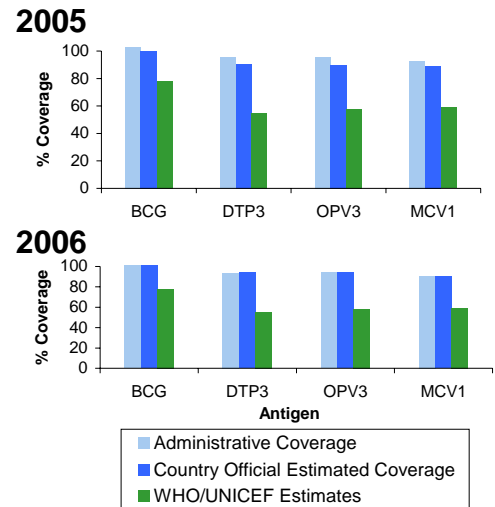 2005
% Coverage
100
80
60
40
20
0
BCG DTP3 OPV3 MCV1
2006
% Coverage
100
80
60
40
20
0
BCG DTP3 OPV3 MCV1
Antigen
Administrative Coverage
Country Official Estimated Coverage
WHO/UNICEF Estimates